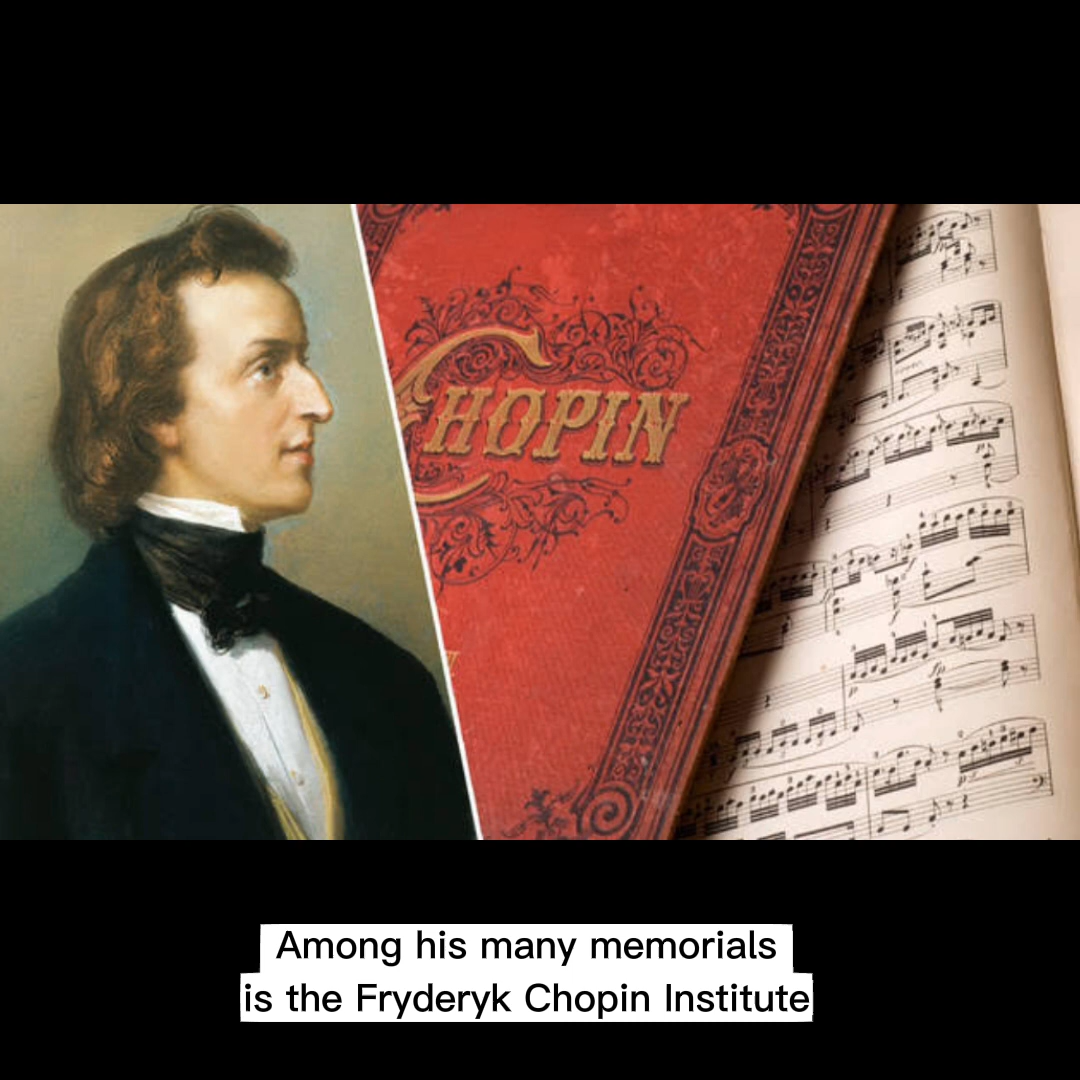 CHOPIN
Among his many memorials
is the Fryderyk Chopin Institute